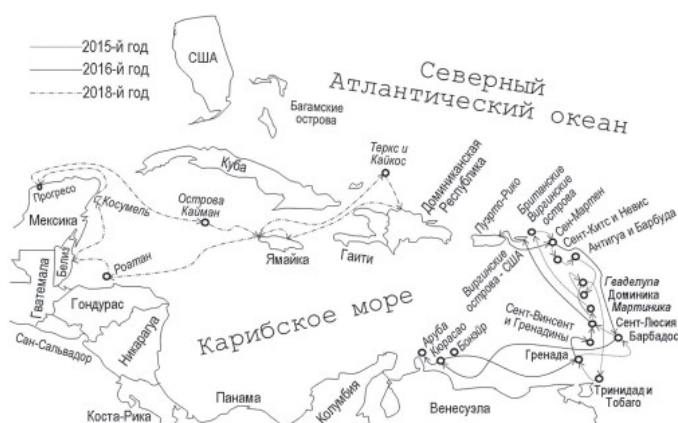 2015-й год
2016-й год
2018-й год
США
Северный
Атлантический океан
Багамские
острова
Куба
Теркс и
Кайкос
Доминиканская
Республика
Прогресо
Мексика
Косумель
Острова
Кайман
Белиз
Гватемала
Роатан
Ямайка
Гаити
Пуэрто-Рико
Британские
Виргинские
острова
Сен-Мартен
Сент-Китс и Невис
Антигуа и Барбуда
Виргинские
острова - США
Гваделупа
Доминика
Мартиника
Сент-Люсия
Барбадос
Сент-Винсент
и Гренадины
Гренада
Тринидад и
Тобаго
Гондурас
Никарагуа
Сан-Сальвадор
Карибское море
Аруба
Кюрасао
Бонэйр
Коста-Рика
Панама
Колумбия
Венесуэла